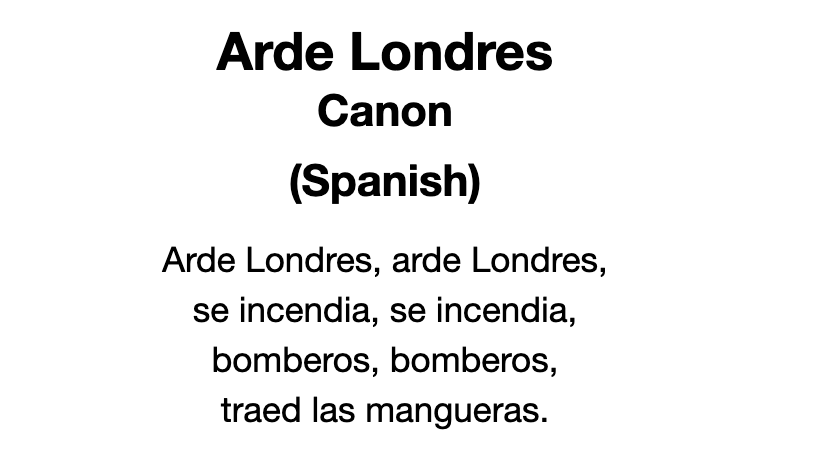 Arde Londres
Canon
(Spanish)
Arde Londres, arde Londres,
se incendia, se incendia,
bomberos, bomberos,
traed las mangueras.